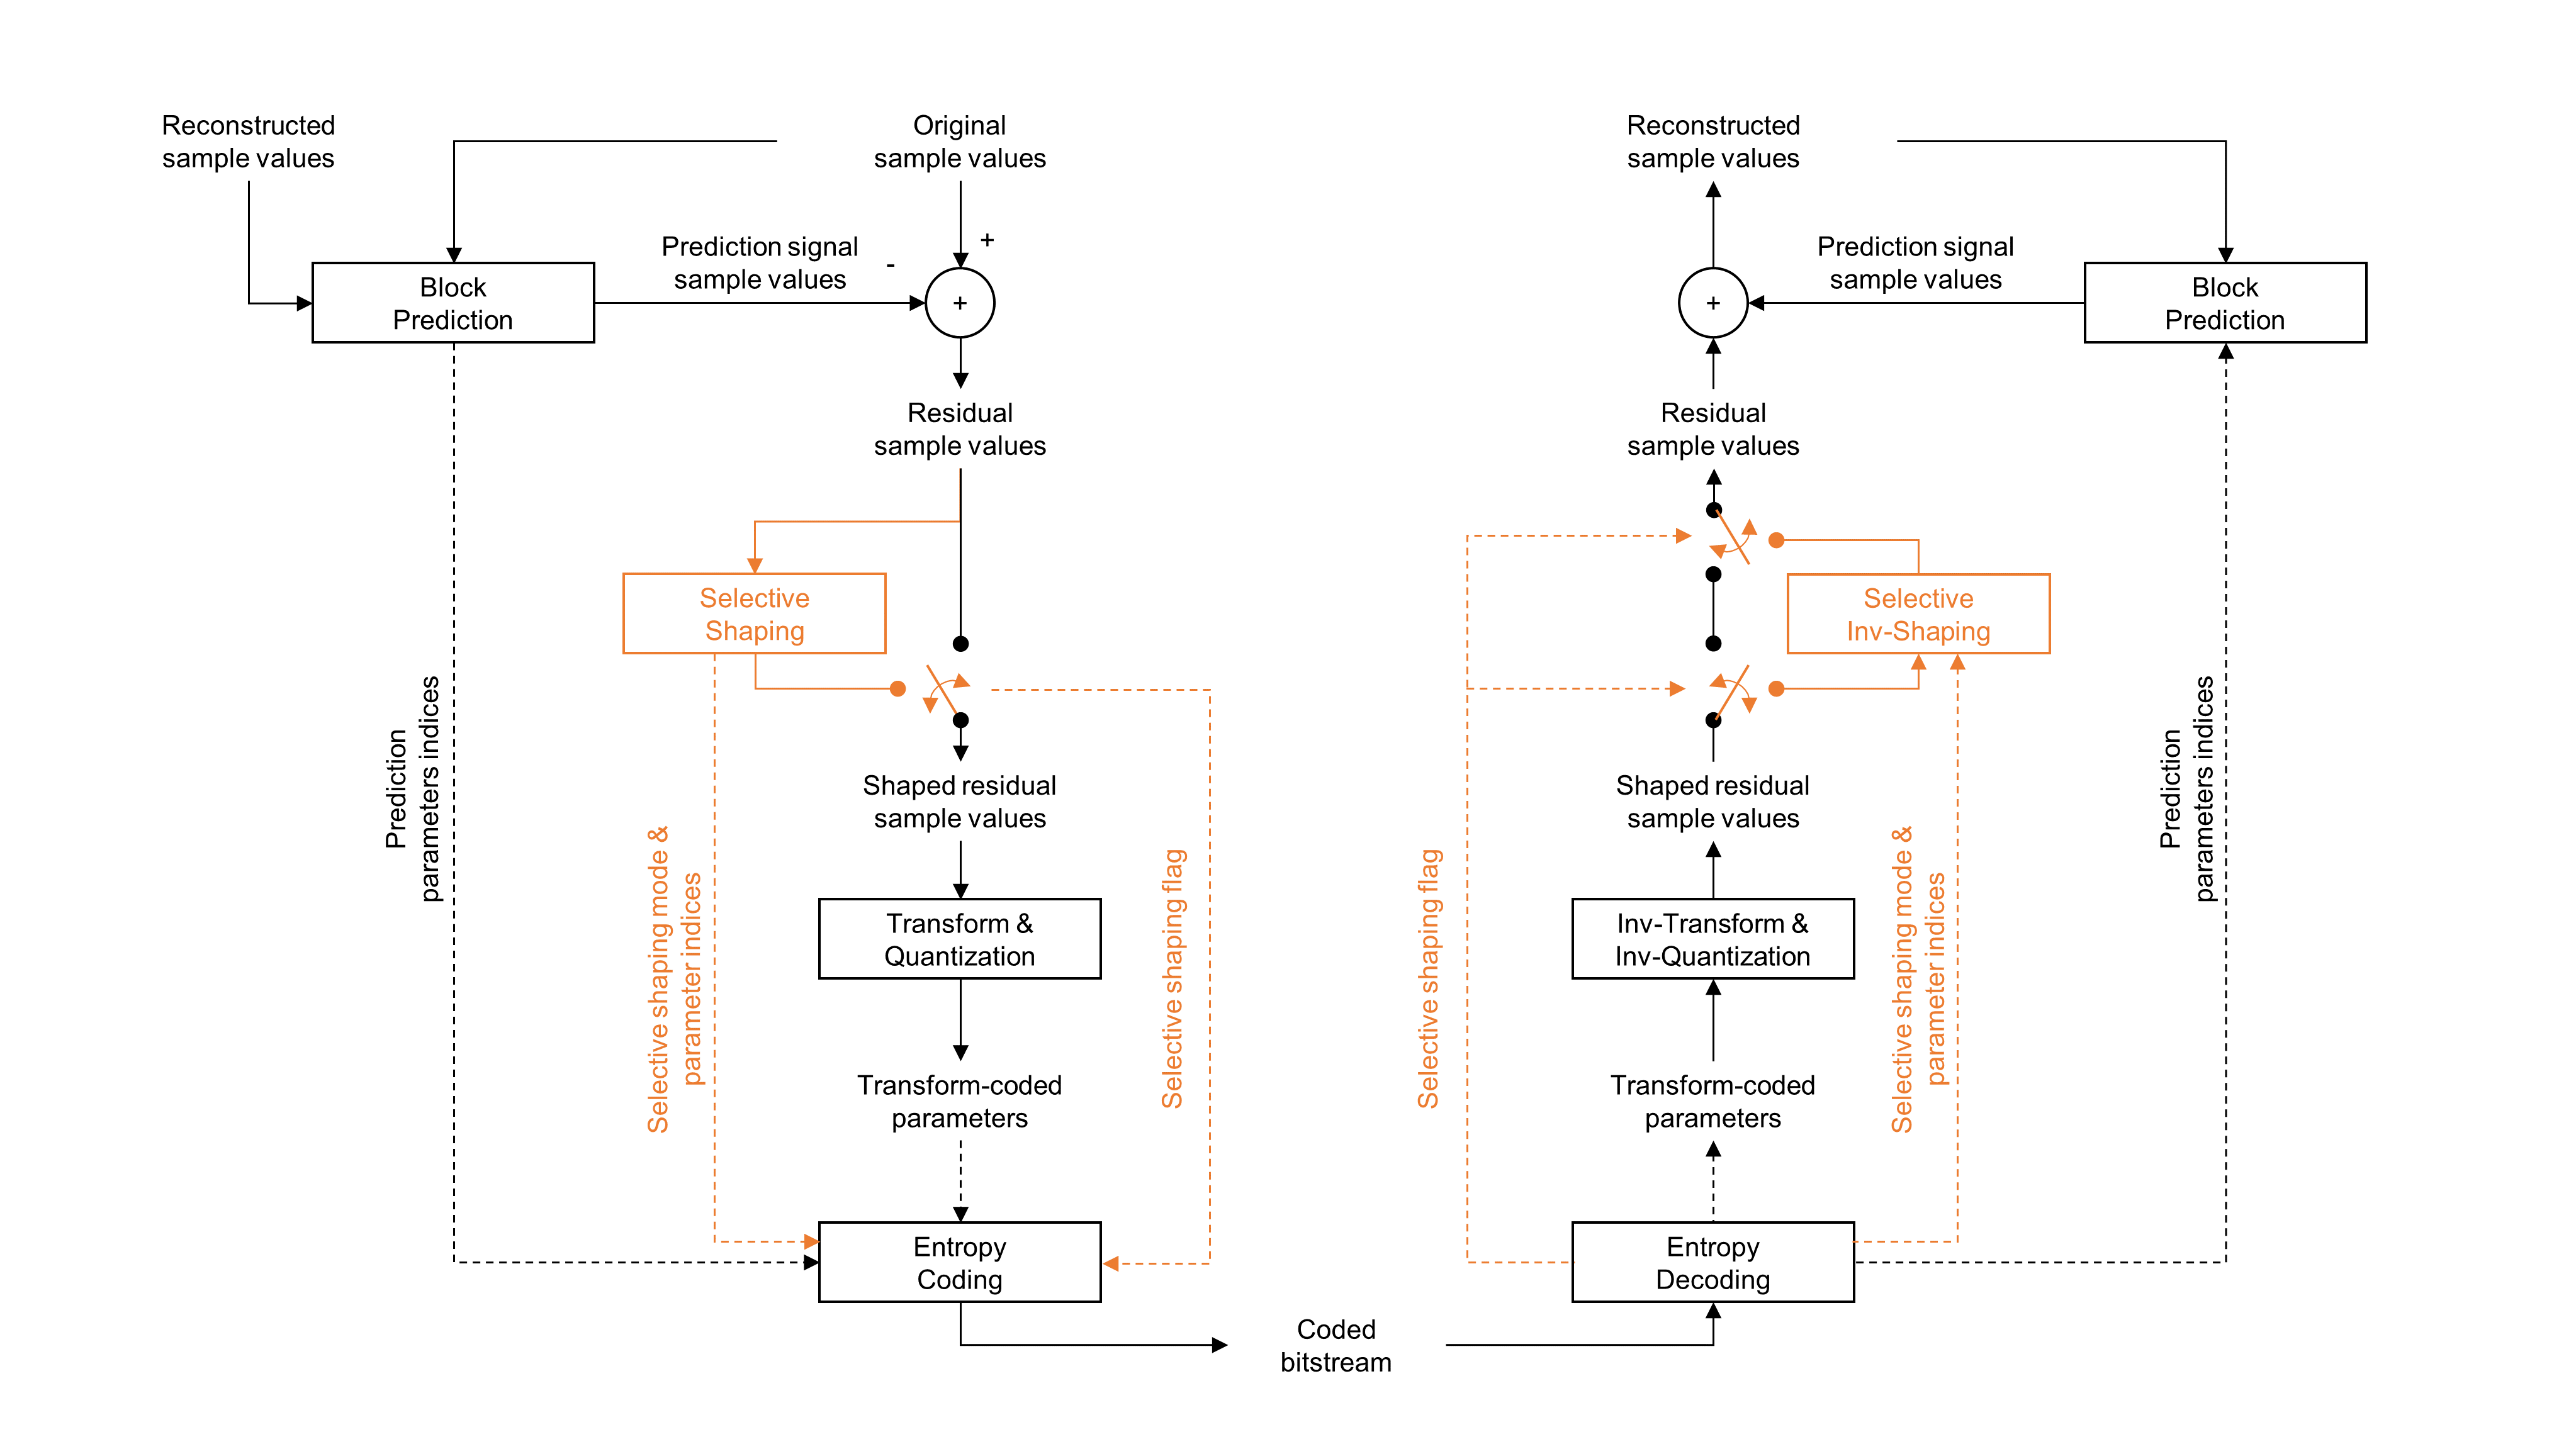 Reconstructed
sample values
Original
sample values
Reconstructed
sample values
+
Prediction signal
sample values
-
Prediction signal
sample values
Block
Prediction
+
+
Block
Prediction
Residual
sample values
Residual
sample values
Selective
Shaping
Selective
Inv-Shaping
Prediction
parameters indices
Selective shaping mode &
parameter indices
Shaped residual
sample values
Selective shaping flag
Selective shaping flag
Shaped residual
sample values
Selective shaping mode &
parameter indices
Prediction
parameters indices
Transform &
Quantization
Inv-Transform &
Inv-Quantization
Transform-coded
parameters
Transform-coded
parameters
Entropy
Coding
Entropy
Decoding
Coded
bitstream